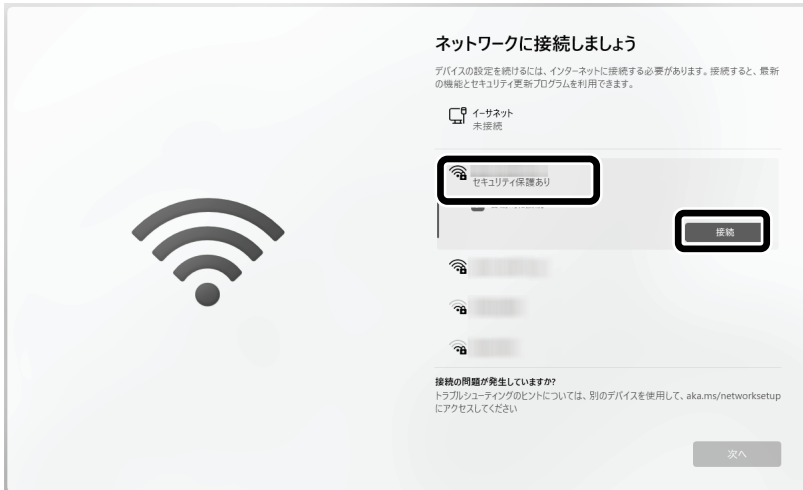 ネットワークに接続しましょう
デバイスの設定を続けるには、インターネットに接続する必要があります。接続すると、最新
の機能とセキュリティ更新プログラムを利用できます。
イーサネット
未接続
セキュリティ保護あり
接続
接続の問題が発生していますか?
トラブルシューティングのヒントについては、別のデバイスを使用して、aka.ms/networksetup
にアクセスしてください
次へ